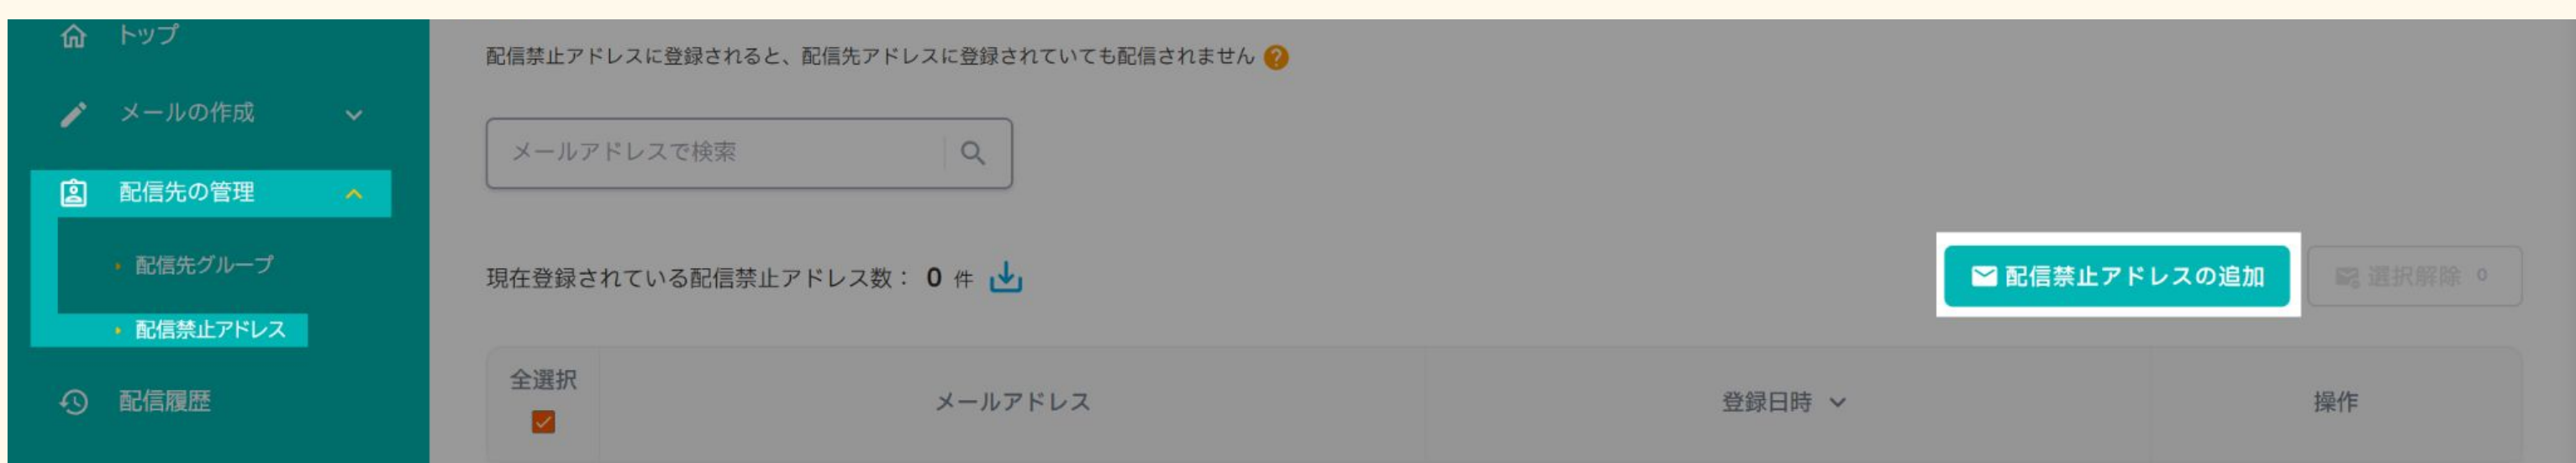 トップ
メールの作成
配信先の管理
配信先グループ
配信禁止アドレス
配信履歴
配信禁止アドレスに登録されると、配信先アドレスに登録されていても配信されません ?
メールアドレスで検索
現在登録されている配信禁止アドレス数： 0 件
配信禁止アドレスの追加
選択解除 0
全選択
メールアドレス
登録日時
操作